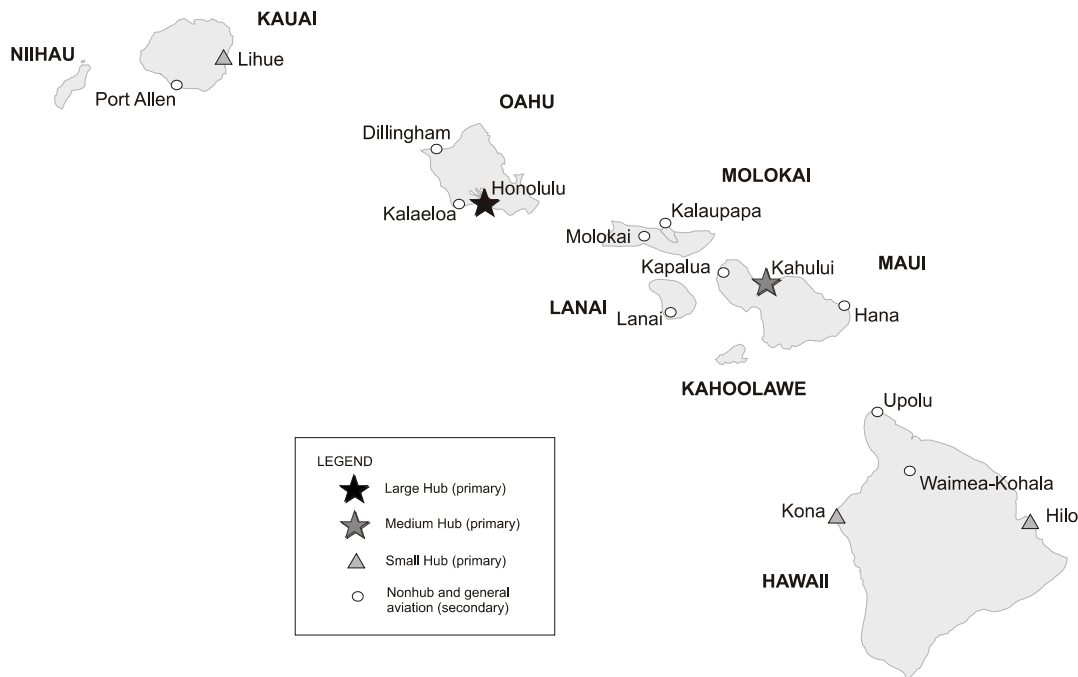 KAUAI
NIIHAU
Lihue
Port Allen
OAHU
Dillingham
Honolulu
Kalaeloa
MOLOKAI
Kalaupapa
Molokai
Kapalua
Kahului
MAUI
LANAI
Lanai
Hana
KAHOOLAWE
Upolu
Waimea-Kohala
Kona
Hilo
HAWAII
LEGEND
Large Hub (primary)
Medium Hub (primary)
Small Hub (primary)
Nonhub and general
aviation (secondary)